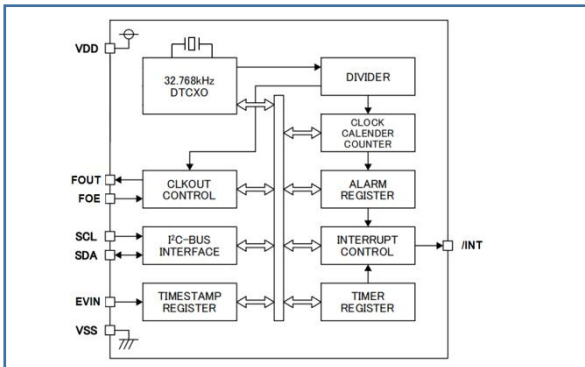 VDD
32.768kHz
DTCXO
DIVIDER
CLOCK
CALENDER
COUNTER
FOUT
FOE
CLKOUT
CONTROL
ALARM
REGISTER
SCL
SDA
I²C-BUS
INTERFACE
INTERRUPT
CONTROL
/INT
EVIN
TIMESTAMP
REGISTER
TIMER
REGISTER
VSS